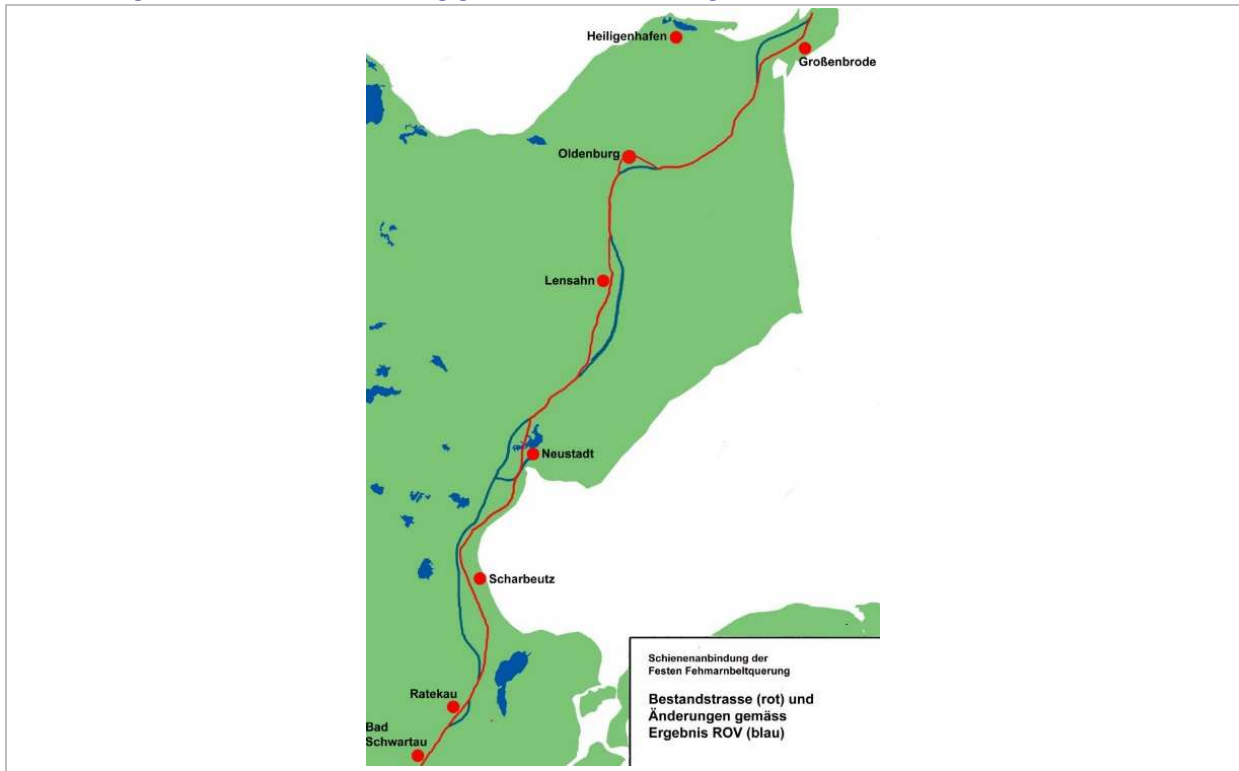 Heiligenhafen
Großenbrode
Oldenburg
Lensahn
Neustadt
Scharbeutz
Ratekau
Bad
Schwartau
Schienenanbindung der
Festen Fehmarnbeltquerung
Bestandstrasse (rot) und
Änderungen gemäss
Ergebnis ROV (blau)